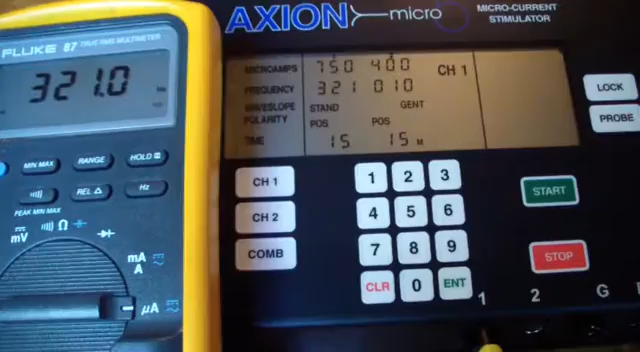 AXION micro
MICRO-CURRENT
STIMULATOR
FLUKE 87 TRUE RMS MULTIMETER
321.0
MICROAMPS 750 400 CH 1
FREQUENCY 321 010
ENVELOPE STAND GENT
POLARITY POS POS
TIME 15 15 M
LOCK
PROBE
MIN MAX RANGE HOLD
REL △ Hz
PEAK MIN MAX
mV Ω
mA
A
µA
CH 1 1 2 3
CH 2 4 5 6
COMB 7 8 9
CLR 0 ENT
START
STOP
1 2 G